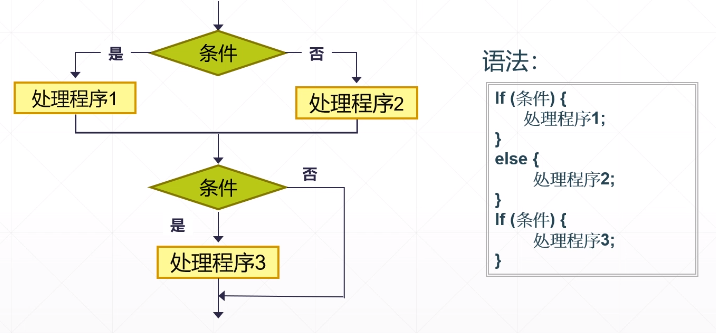 是
条件
否
处理程序1
处理程序2
条件
否
是
处理程序3
语法：
If (条件) {
处理程序1;
}
else {
处理程序2;
}
If (条件) {
处理程序3;
}